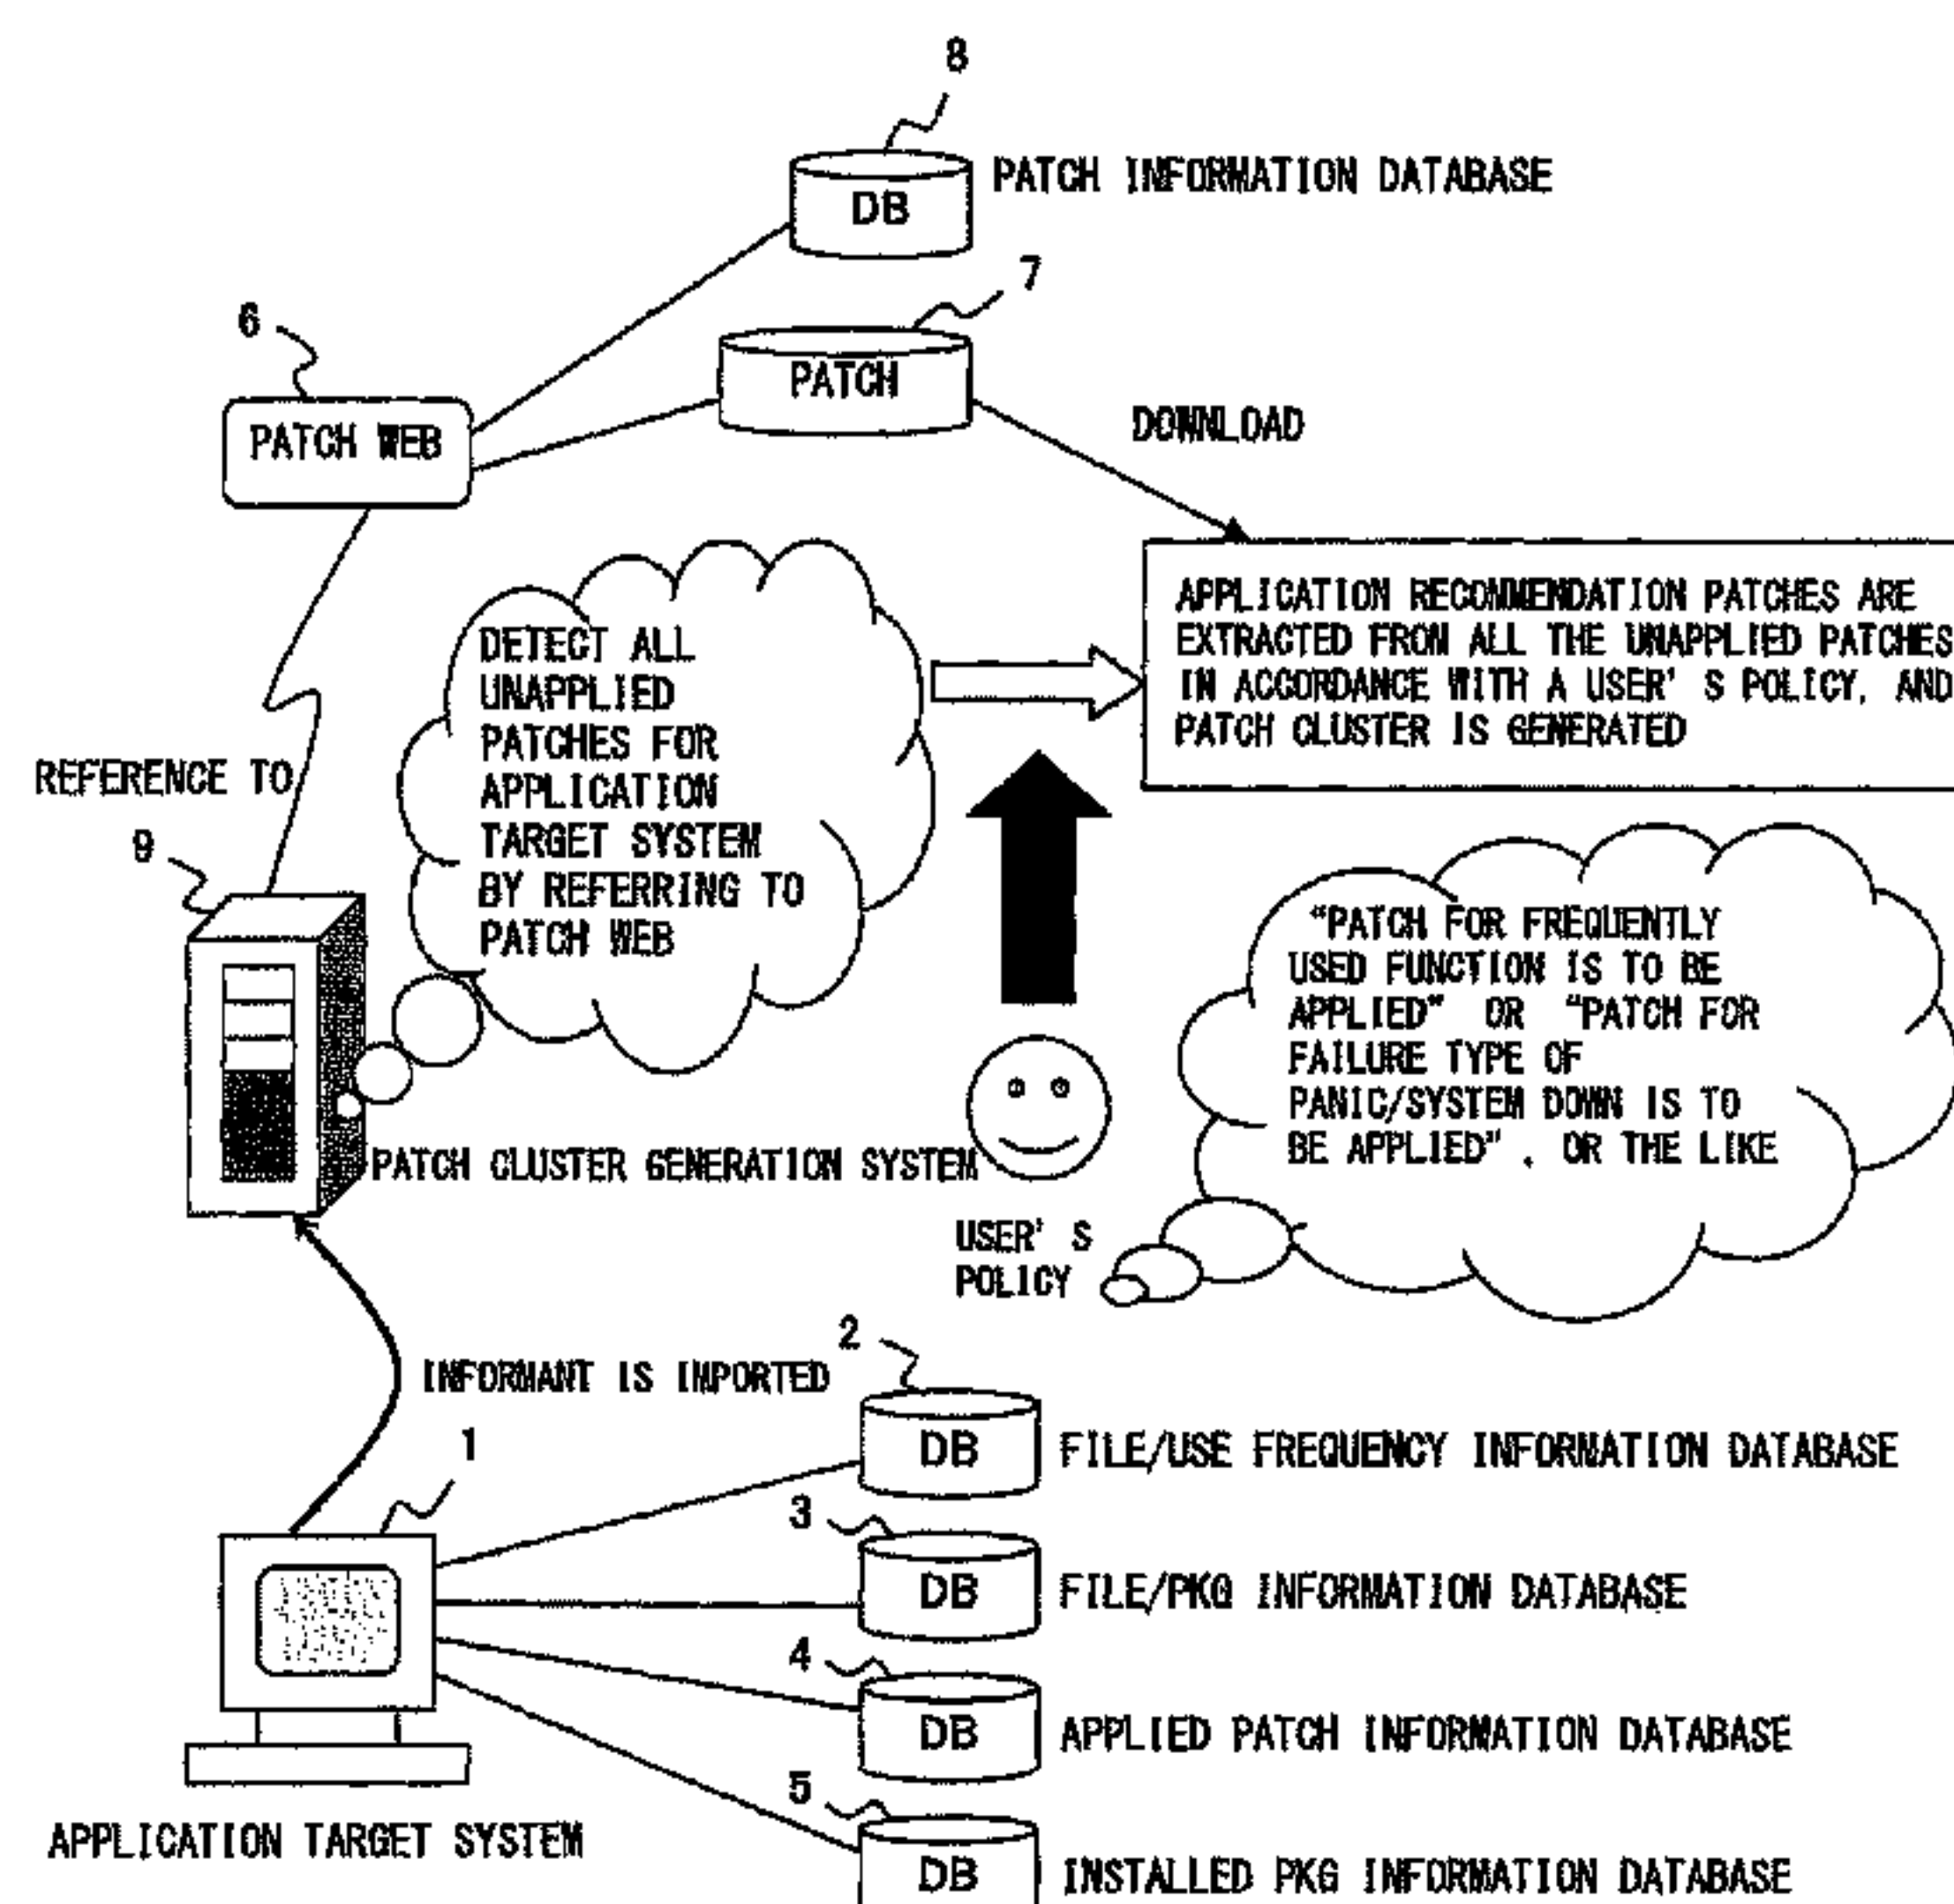 8
DB
PATCH INFORMATION DATABASE
7
6
PATCH
PATCH WEB
DOWNLOAD
APPLICATION RECOMMENDATION PATCHES ARE
EXTRACTED FROM ALL THE UNAPPLIED PATCHES
IN ACCORDANCE WITH A USER'S POLICY, AND
PATCH CLUSTER IS GENERATED
DETECT ALL
UNAPPLIED
PATCHES FOR
APPLICATION
TARGET SYSTEM
BY REFERRING TO
PATCH WEB
REFERENCE TO
9
"PATCH FOR FREQUENTLY
USED FUNCTION IS TO BE
APPLIED" OR "PATCH FOR
FAILURE TYPE OF
PANIC/SYSTEM DOWN IS TO
BE APPLIED", OR THE LIKE
PATCH CLUSTER GENERATION SYSTEM
USER'S
POLICY
INFORMANT IS IMPORTED
2
DB
FILE/USE FREQUENCY INFORMATION DATABASE
1
3
DB
FILE/PKG INFORMATION DATABASE
4
DB
APPLIED PATCH INFORMATION DATABASE
5
DB
INSTALLED PKG INFORMATION DATABASE
APPLICATION TARGET SYSTEM